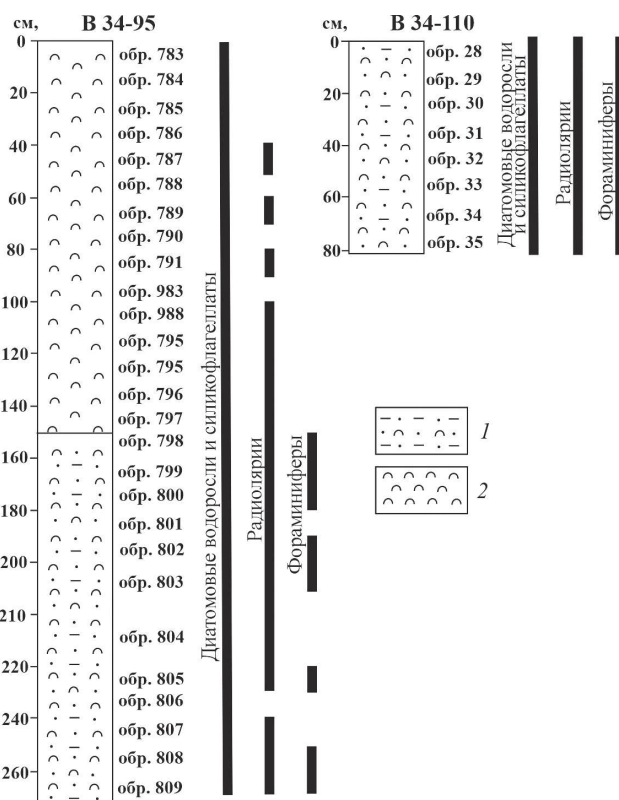 см, В 34-95
0
20
40
60
80
100
120
140
160
180
200
210
220
240
260
обр. 783
обр. 784
обр. 785
обр. 786
обр. 787
обр. 788
обр. 789
обр. 790
обр. 791
обр. 983
обр. 988
обр. 795
обр. 795
обр. 796
обр. 797
обр. 798
обр. 799
обр. 800
обр. 801
обр. 802
обр. 803
обр. 804
обр. 805
обр. 806
обр. 807
обр. 808
обр. 809
Диатомовые водоросли и силикофлагеллаты
Радиолярии
Фораминиферы
см, В 34-110
0
20
40
60
80
обр. 28
обр. 29
обр. 30
обр. 31
обр. 32
обр. 33
обр. 34
обр. 35
Диатомовые водоросли
и силикофлагеллаты
Радиолярии
Фораминиферы
1
2